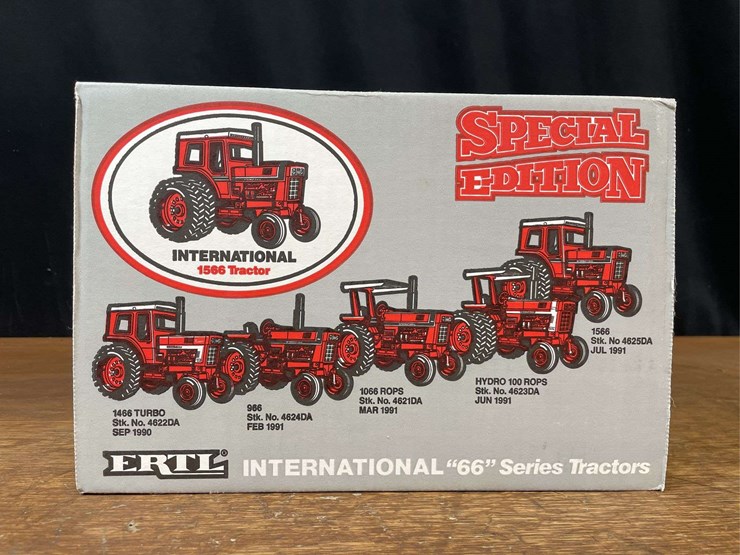 SPECIAL
EDITION
INTERNATIONAL
1566 Tractor
1566
Stk. No 4625DA
JUL 1991
HYDRO 100 ROPS
Stk. No. 4623DA
JUN 1991
1066 ROPS
Stk. No. 4621DA
MAR 1991
966
Stk. No. 4624DA
FEB 1991
1466 TURBO
Stk. No. 4622DA
SEP 1990
ERTL®
INTERNATIONAL "66" Series Tractors